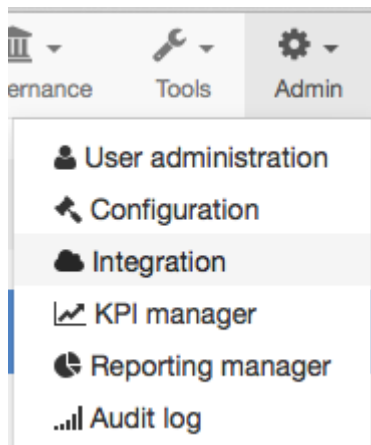 ernance Tools Admin
User administration
Configuration
Integration
KPI manager
Reporting manager
Audit log